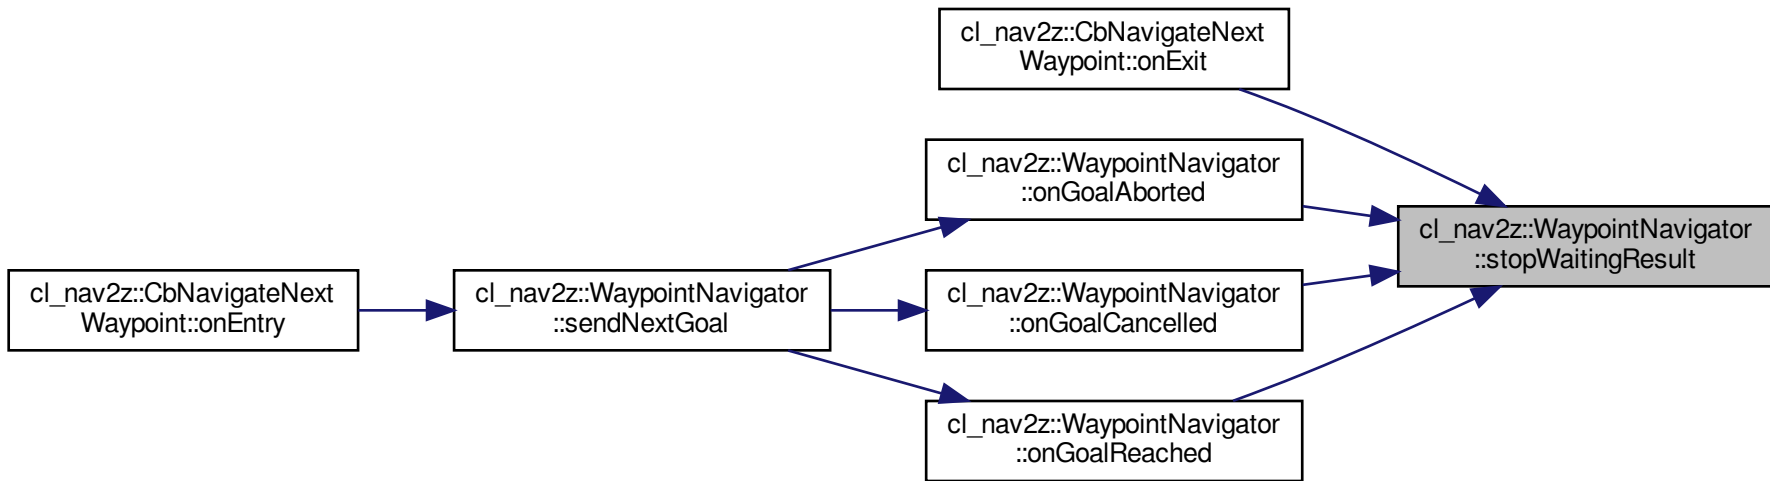 cl_nav2z::CbNavigateNext
Waypoint::onExit
cl_nav2z::WaypointNavigator
::onGoalAborted
cl_nav2z::WaypointNavigator
::stopWaitingResult
cl_nav2z::CbNavigateNext
Waypoint::onEntry
cl_nav2z::WaypointNavigator
::sendNextGoal
cl_nav2z::WaypointNavigator
::onGoalCancelled
cl_nav2z::WaypointNavigator
::onGoalReached